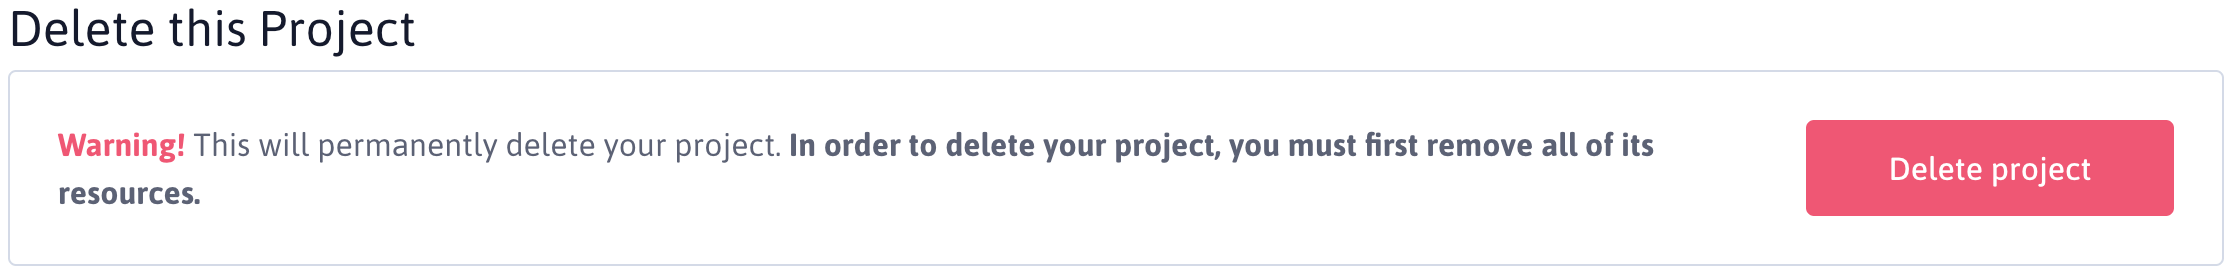 Delete this Project
Warning! This will permanently delete your project. In order to delete your project, you must first remove all of its
resources.
Delete project